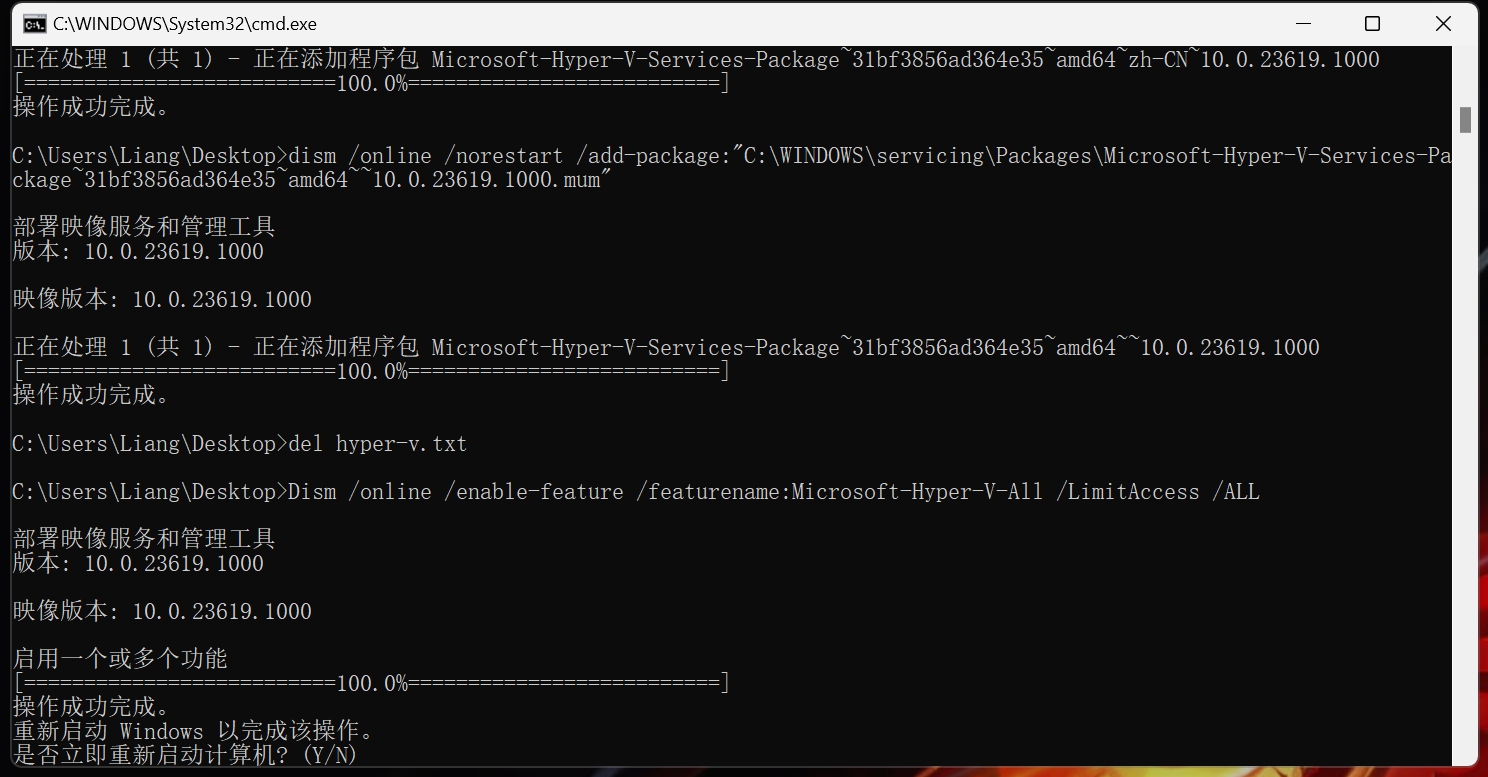 C:\WINDOWS\System32\cmd.exe
正在处理 1 (共 1) - 正在添加程序包 Microsoft-Hyper-V-Services-Package~31bf3856ad364e35~amd64~zh-CN~10.0.23619.1000
[==========================100.0%==========================]
操作成功完成。
C:\Users\Liang\Desktop>dism /online /norestart /add-package:"C:\WINDOWS\servicing\Packages\Microsoft-Hyper-V-Services-Pa
ckage~31bf3856ad364e35~amd64~~10.0.23619.1000.mum"
部署映像服务和管理工具
版本: 10.0.23619.1000
映像版本: 10.0.23619.1000
正在处理 1 (共 1) - 正在添加程序包 Microsoft-Hyper-V-Services-Package~31bf3856ad364e35~amd64~~10.0.23619.1000
[==========================100.0%==========================]
操作成功完成。
C:\Users\Liang\Desktop>del hyper-v.txt
C:\Users\Liang\Desktop>Dism /online /enable-feature /featurename:Microsoft-Hyper-V-All /LimitAccess /ALL
部署映像服务和管理工具
版本: 10.0.23619.1000
映像版本: 10.0.23619.1000
启用一个或多个功能
[==========================100.0%==========================]
操作成功完成。
重新启动 Windows 以完成该操作。
是否立即重新启动计算机? (Y/N)